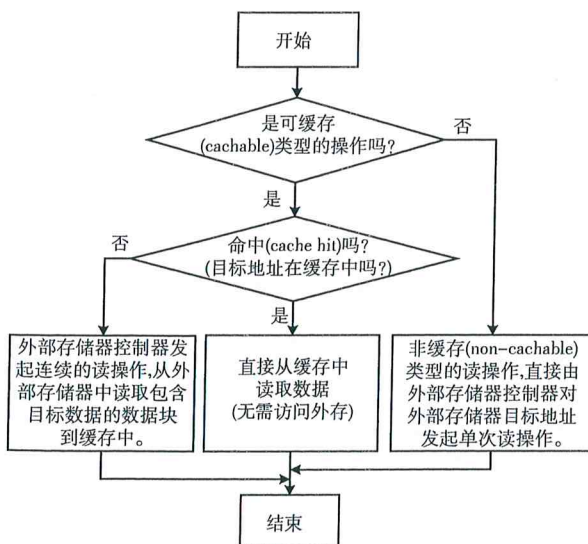 开始
是可缓存
(cachable)类型的操作吗?
否
是
否
命中(cache hit)吗?
(目标地址在缓存中吗?)
是
外部存储器控制器发
起连续的读操作,从外
部存储器中读取包含
目标数据的数据块
到缓存中。
直接从缓存中
读取数据
(无需访问外存)
非缓存(non-cachable)
类型的读操作,直接由
外部存储器控制器对
外部存储器目标地址
发起单次读操作。
结束